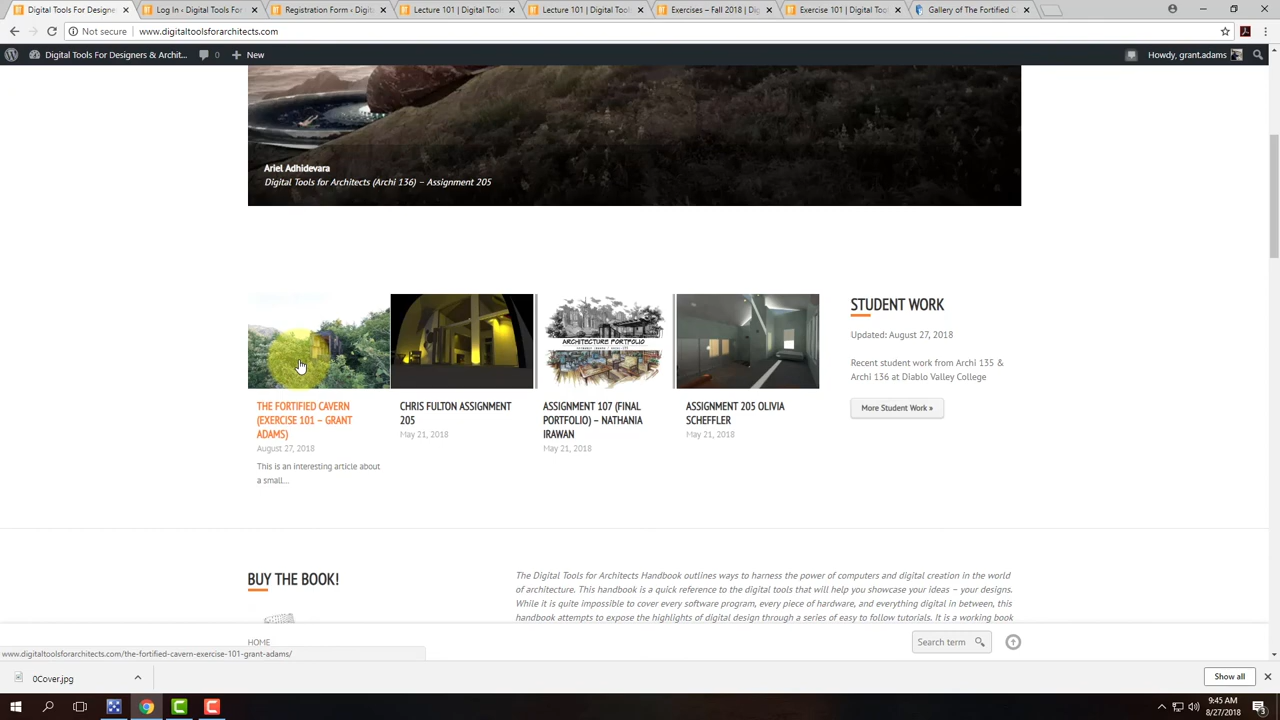 Digital Tools For Designe
Log In ‹ Digital Tools For
Registration Form ‹ Digita
Lecture 101 | Digital Tools
Lecture 101 | Digital Tools
Exercises – Fall 2018 | Dig
Exercise 101 | Digital Tool
Gallery of The Fortified C
Not secure
www.digitaltoolsforarchitects.com
Digital Tools For Designers & Archit...
0
New
Howdy, grant.adams
Ariel Adhidevara
Digital Tools for Architects (Archi 136) – Assignment 205
ARCHITECTURE PORTFOLIO
THE FORTIFIED CAVERN
(EXERCISE 101 – GRANT
ADAMS)
August 27, 2018
This is an interesting article about
a small...
CHRIS FULTON ASSIGNMENT
205
May 21, 2018
ASSIGNMENT 107 (FINAL
PORTFOLIO) – NATHANIA
IRAWAN
May 21, 2018
ASSIGNMENT 205 OLIVIA
SCHEFFLER
May 21, 2018
STUDENT WORK
Updated: August 27, 2018
Recent student work from Archi 135 &
Archi 136 at Diablo Valley College
More Student Work »
BUY THE BOOK!
The Digital Tools for Architects Handbook outlines ways to harness the power of computers and digital creation in the world
of architecture. This handbook is a quick reference to the digital tools that will help you showcase your ideas – your designs.
While it is quite impossible to cover every software program, every piece of hardware, and everything digital in between, this
handbook attempts to expose the highlights of digital design through a series of easy to follow tutorials. It is a working book
HOME
Search term
www.digitaltoolsforarchitects.com/the-fortified-cavern-exercise-101-grant-adams/
0Cover.jpg
Show all
9:45 AM
8/27/2018
3